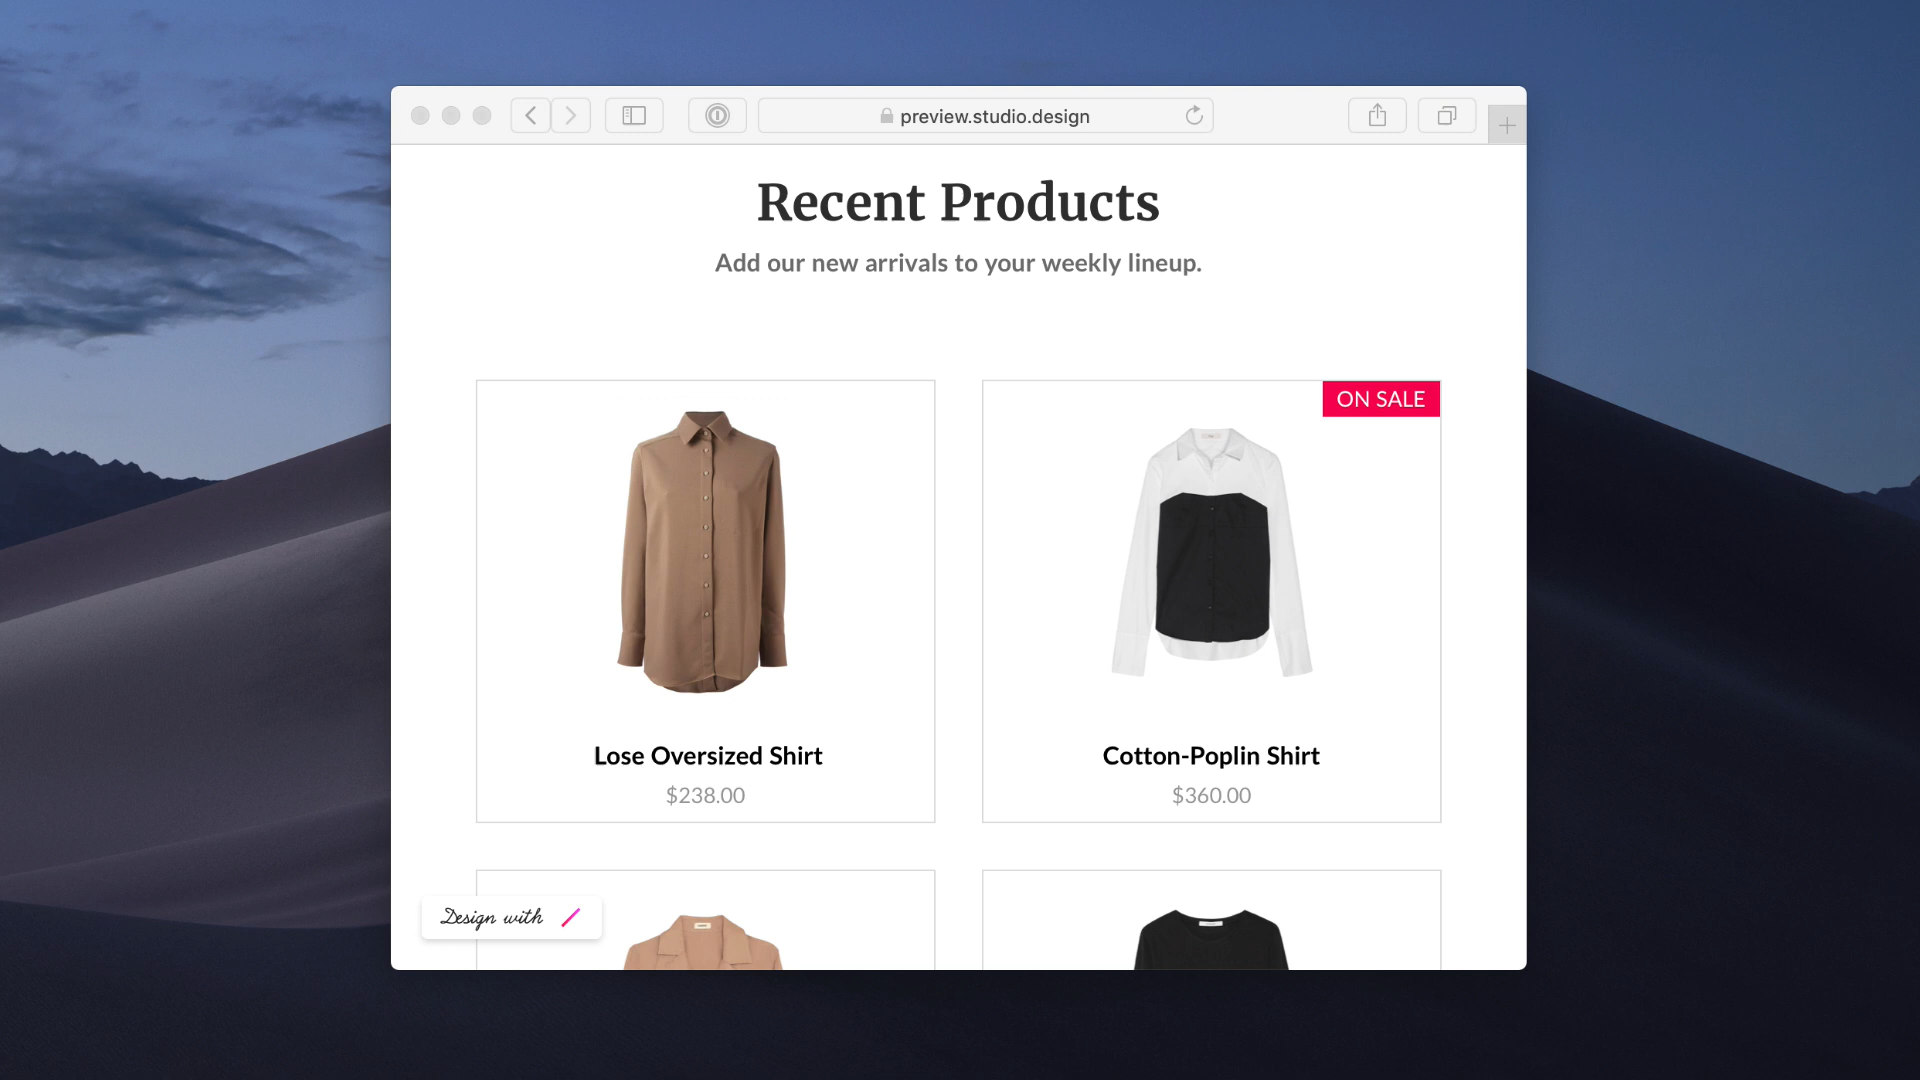 preview.studio.design
Recent Products
Add our new arrivals to your weekly lineup.
ON SALE
Lose Oversized Shirt
$238.00
Cotton-Poplin Shirt
$360.00
Design with